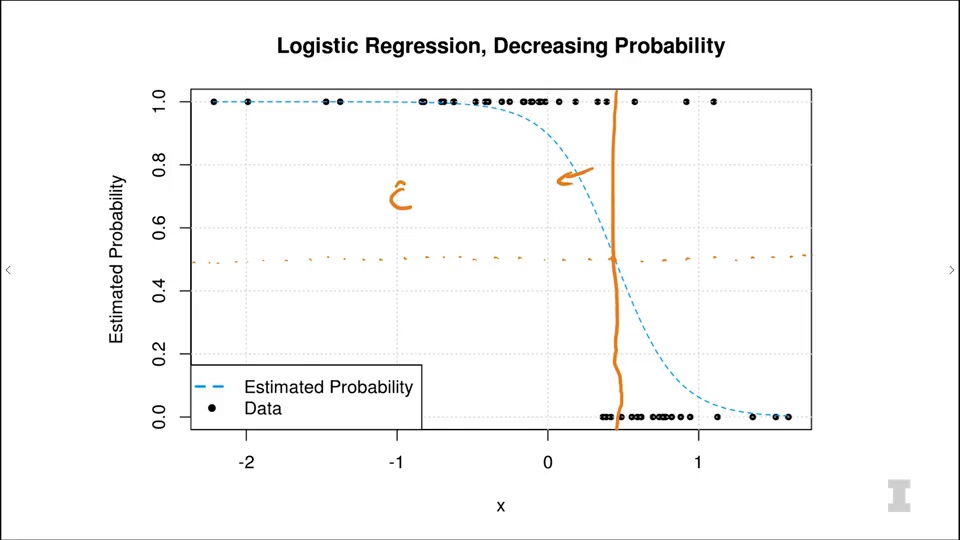 Logistic Regression, Decreasing Probability
Estimated Probability
1.0
0.8
0.6
0.4
0.2
0.0
Ĉ
Estimated Probability
Data
-2 -1 0 1
x
I